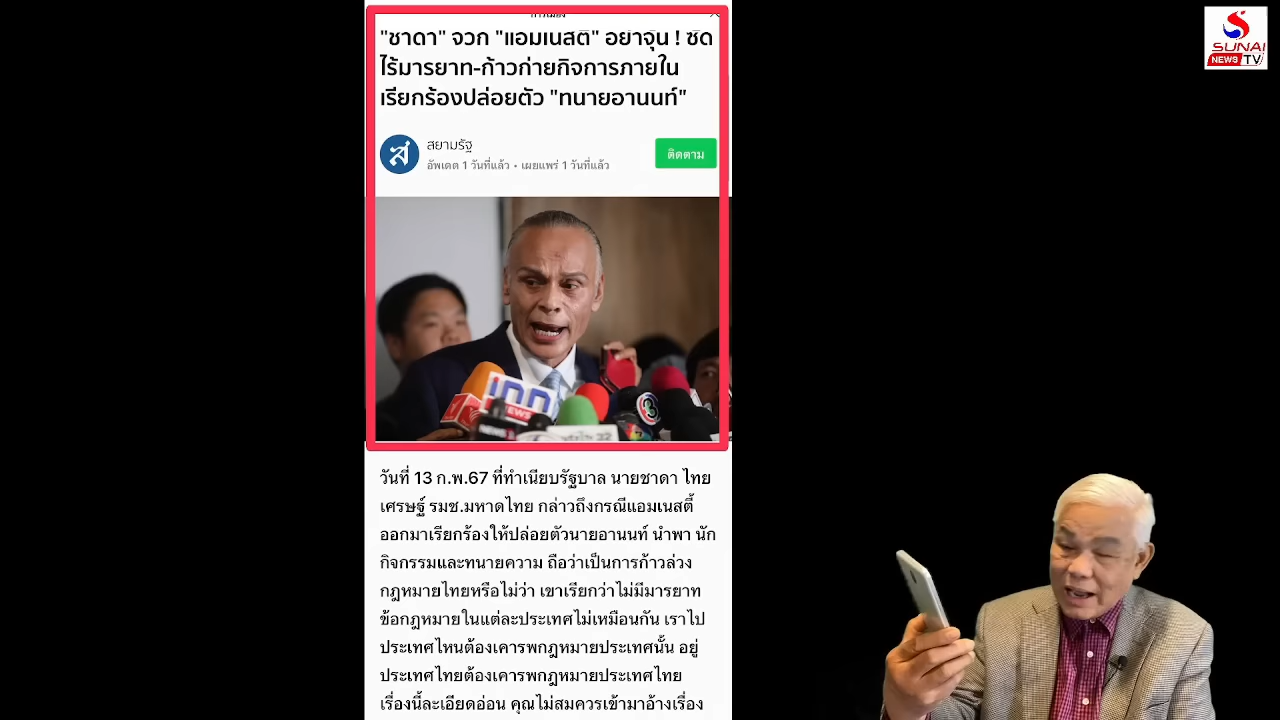 "ชาดา" จวก "แอมเนสตี้" อย่าจุ้น ! ซัด
ไร้มารยาท-ก้าวก่ายกิจการภายใน
เรียกร้องปล่อยตัว "ทนายอานนท์"
สยามรัฐ
อัพเดต 1 วันที่แล้ว • เผยแพร่ 1 วันที่แล้ว
ติดตาม
inn
NEWS
3
22
วันที่ 13 ก.พ.67 ที่ทำเนียบรัฐบาล นายชาดา ไทย
เศรษฐ์ รมช.มหาดไทย กล่าวถึงกรณีแอมเนสตี้
ออกมาเรียกร้องให้ปล่อยตัวนายอานนท์ นำพา นัก
กิจกรรมและทนายความ ถือว่าเป็นการก้าวล่วง
กฎหมายไทยหรือไม่ว่า เขาเรียกว่าไม่มีมารยาท
ข้อกฎหมายในแต่ละประเทศไม่เหมือนกัน เราไป
ประเทศไหนต้องเคารพกฎหมายประเทศนั้น อยู่
ประเทศไทยต้องเคารพกฎหมายประเทศไทย
เรื่องนี้ละเอียดอ่อน คุณไม่สมควรเข้ามาอ้างเรื่อง
SUNAI
NEWS TV